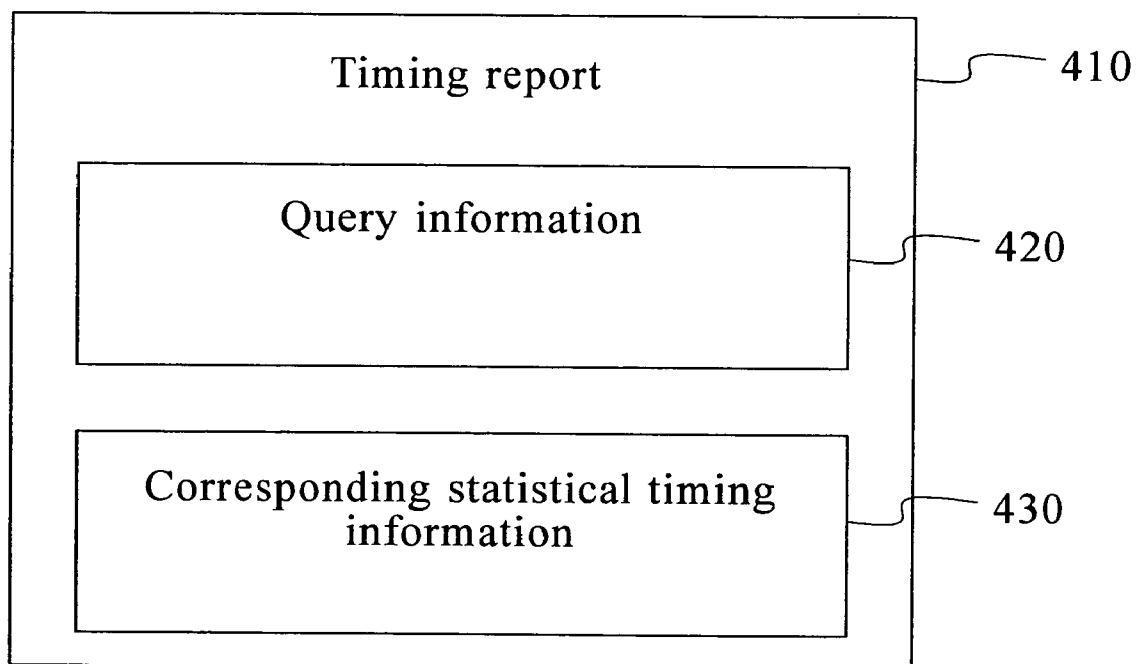 Timing report
410
Query information
420
Corresponding statistical timing
information
430